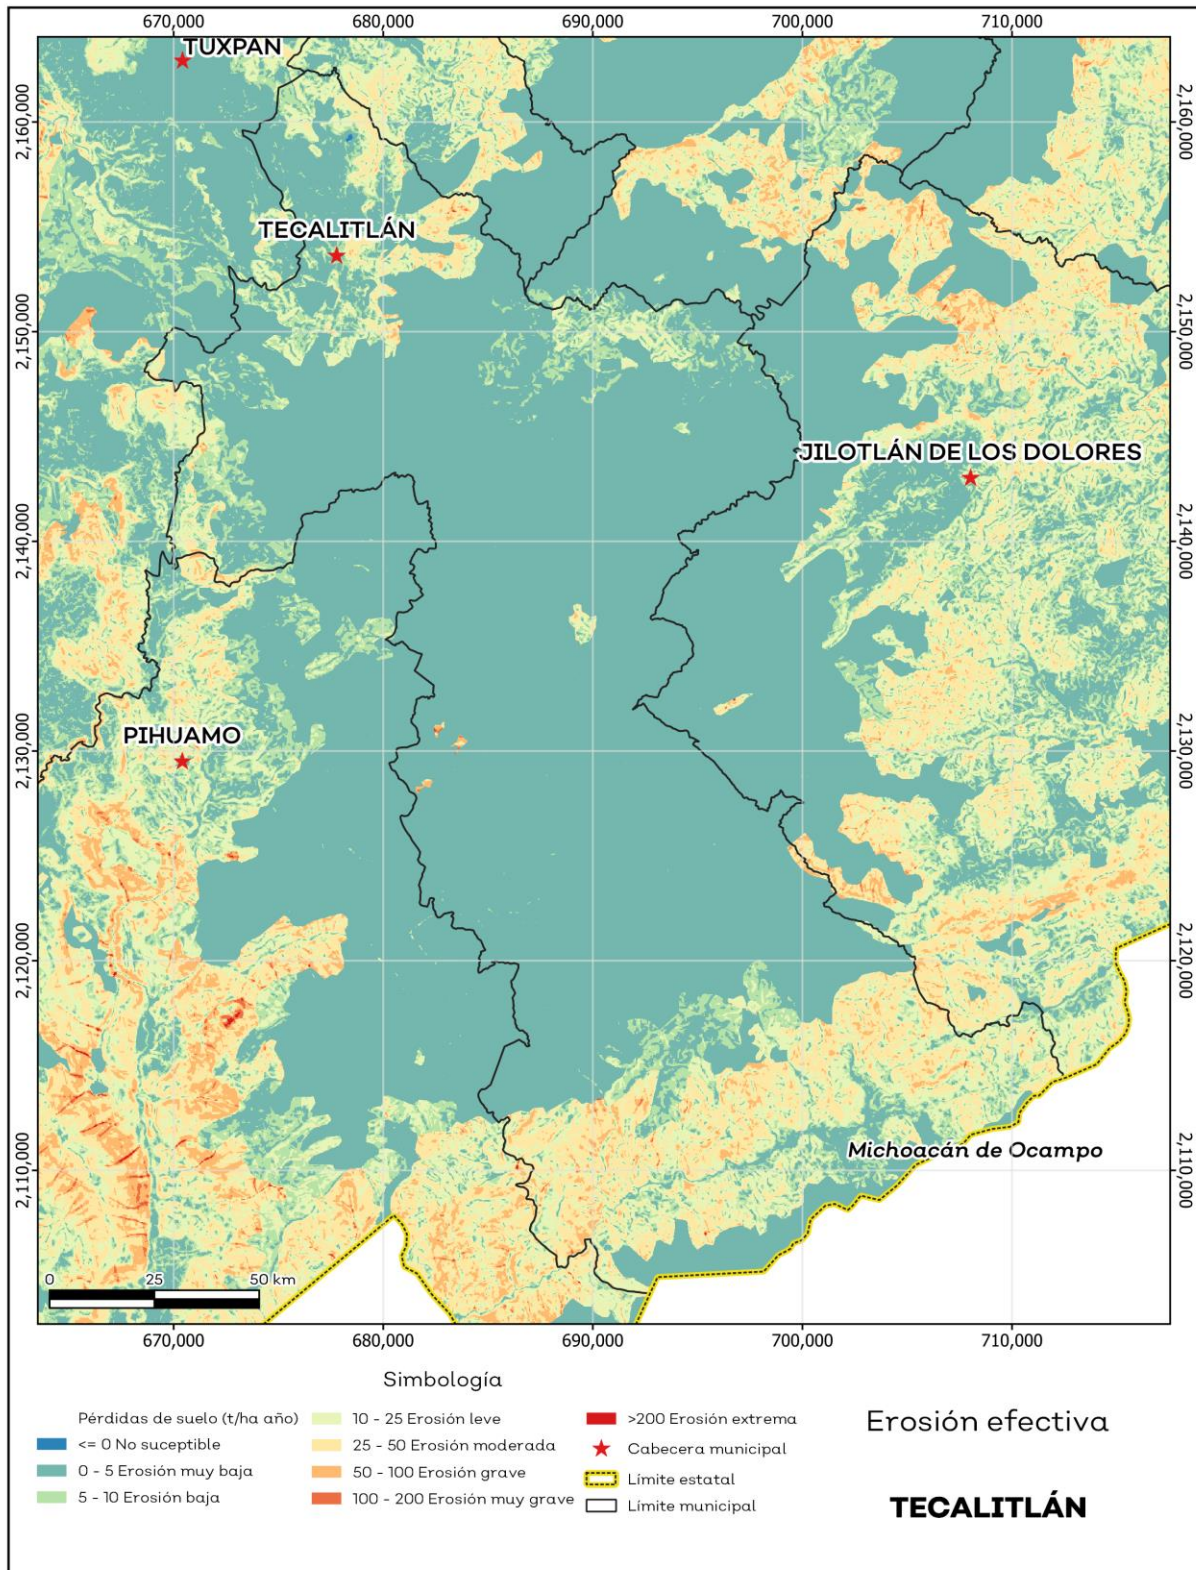 670,000 680,000 690,000 700,000 710,000
TUXPAN
2,160,000 2,160,000
TECALITLÁN
2,150,000 2,150,000
JILOTLÁN DE LOS DOLORES
2,140,000 2,140,000
PIHUAMO
2,130,000 2,130,000
2,120,000 2,120,000
Michoacán de Ocampo
2,110,000 2,110,000
0 25 50 km
670,000 680,000 690,000 700,000 710,000
Simbología
Pérdidas de suelo (t/ha año)
<= 0 No suceptible
0 - 5 Erosión muy baja
5 - 10 Erosión baja
10 - 25 Erosión leve
25 - 50 Erosión moderada
50 - 100 Erosión grave
100 - 200 Erosión muy grave
>200 Erosión extrema
Cabecera municipal
Límite estatal
Límite municipal
Erosión efectiva
TECALITLÁN